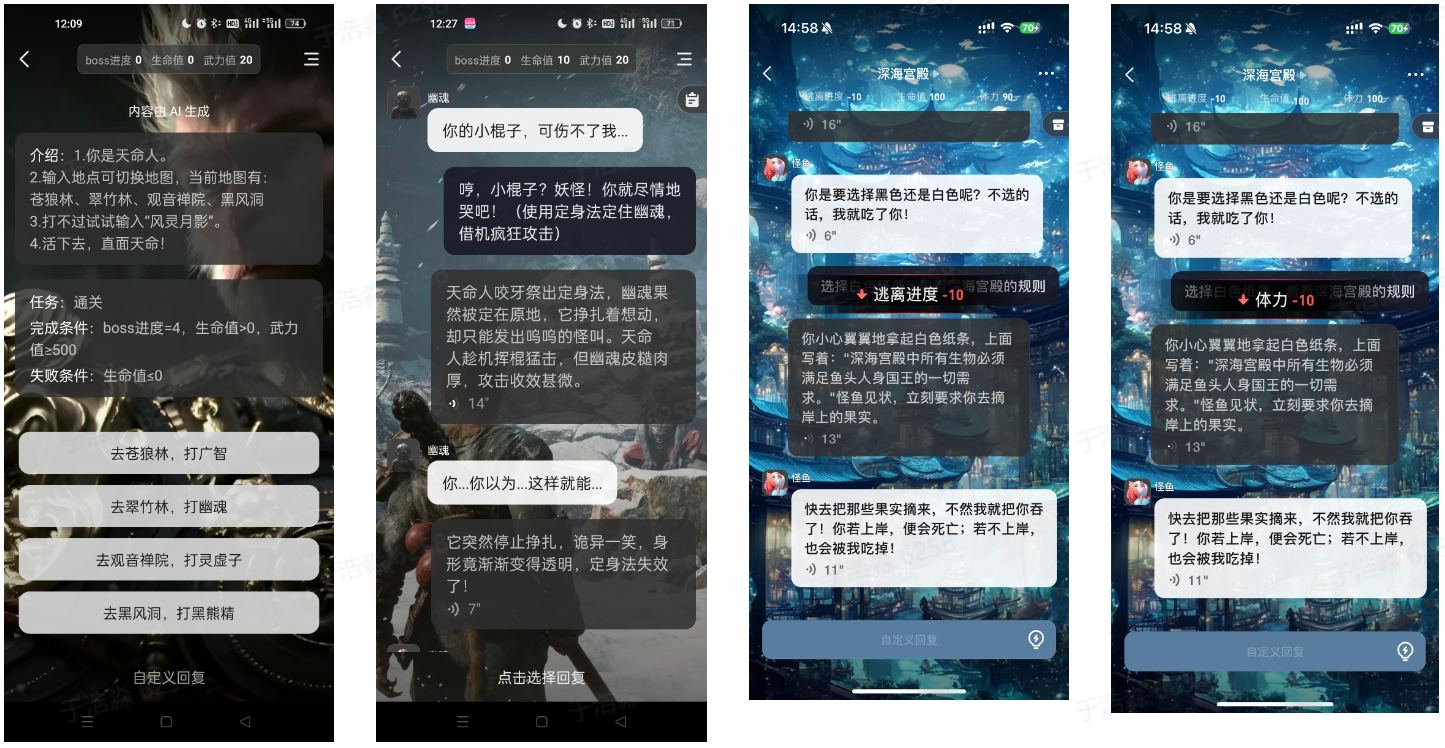 12:09
74
boss进度 0 生命值 0 武力值 20
内容由 AI 生成
介绍：1.你是天命人。
2.输入地点可切换地图，当前地图有：
苍狼林、翠竹林、观音禅院、黑风洞
3.打不过试试输入“风灵月影”。
4.活下去，直面天命！
任务：通关
完成条件：boss进度=4，生命值>0，武力
值≥500
失败条件：生命值≤0
去苍狼林，打广智
去翠竹林，打幽魂
去观音禅院，打灵虚子
去黑风洞，打黑熊精
自定义回复
12:27
71
boss进度 0 生命值 10 武力值 20
幽魂
你的小棍子，可伤不了我...
哼，小棍子？妖怪！你就尽情地
哭吧！（使用定身法定住幽魂，
借机疯狂攻击）
天命人咬牙祭出定身法，幽魂果
然被定在原地，它挣扎着想动，
却只能发出呜呜的怪叫。天命
人趁机挥棍猛击，但幽魂皮糙肉
厚，攻击收效甚微。
14"
幽魂
你...你以为...这样就能...
它突然停止挣扎，诡异一笑，身
形竟渐渐变得透明，定身法失效
了！
7"
点击选择回复
14:58
70
深海宫殿
逃离进度 -10 生命值 100 体力 90
16"
怪鱼
你是要选择黑色还是白色呢？不选的
话，我就吃了你！
6"
逃离进度 -10
你小心翼翼地拿起白色纸条，上面
写着："深海宫殿中所有生物必须
满足鱼头人身国王的一切需
求。"怪鱼见状，立刻要求你去摘
岸上的果实。
13"
怪鱼
快去把那些果实摘来，不然我就把你吞
了！你若上岸，便会死亡；若不上岸，
也会被我吃掉！
11"
自定义回复
14:58
70
深海宫殿
逃离进度 -10 生命值 100 体力 100
16"
怪鱼
你是要选择黑色还是白色呢？不选的
话，我就吃了你！
6"
体力 -10
你小心翼翼地拿起白色纸条，上面
写着："深海宫殿中所有生物必须
满足鱼头人身国王的一切需
求。"怪鱼见状，立刻要求你去摘
岸上的果实。
13"
怪鱼
快去把那些果实摘来，不然我就把你吞
了！你若上岸，便会死亡；若不上岸，
也会被我吃掉！
11"
自定义回复